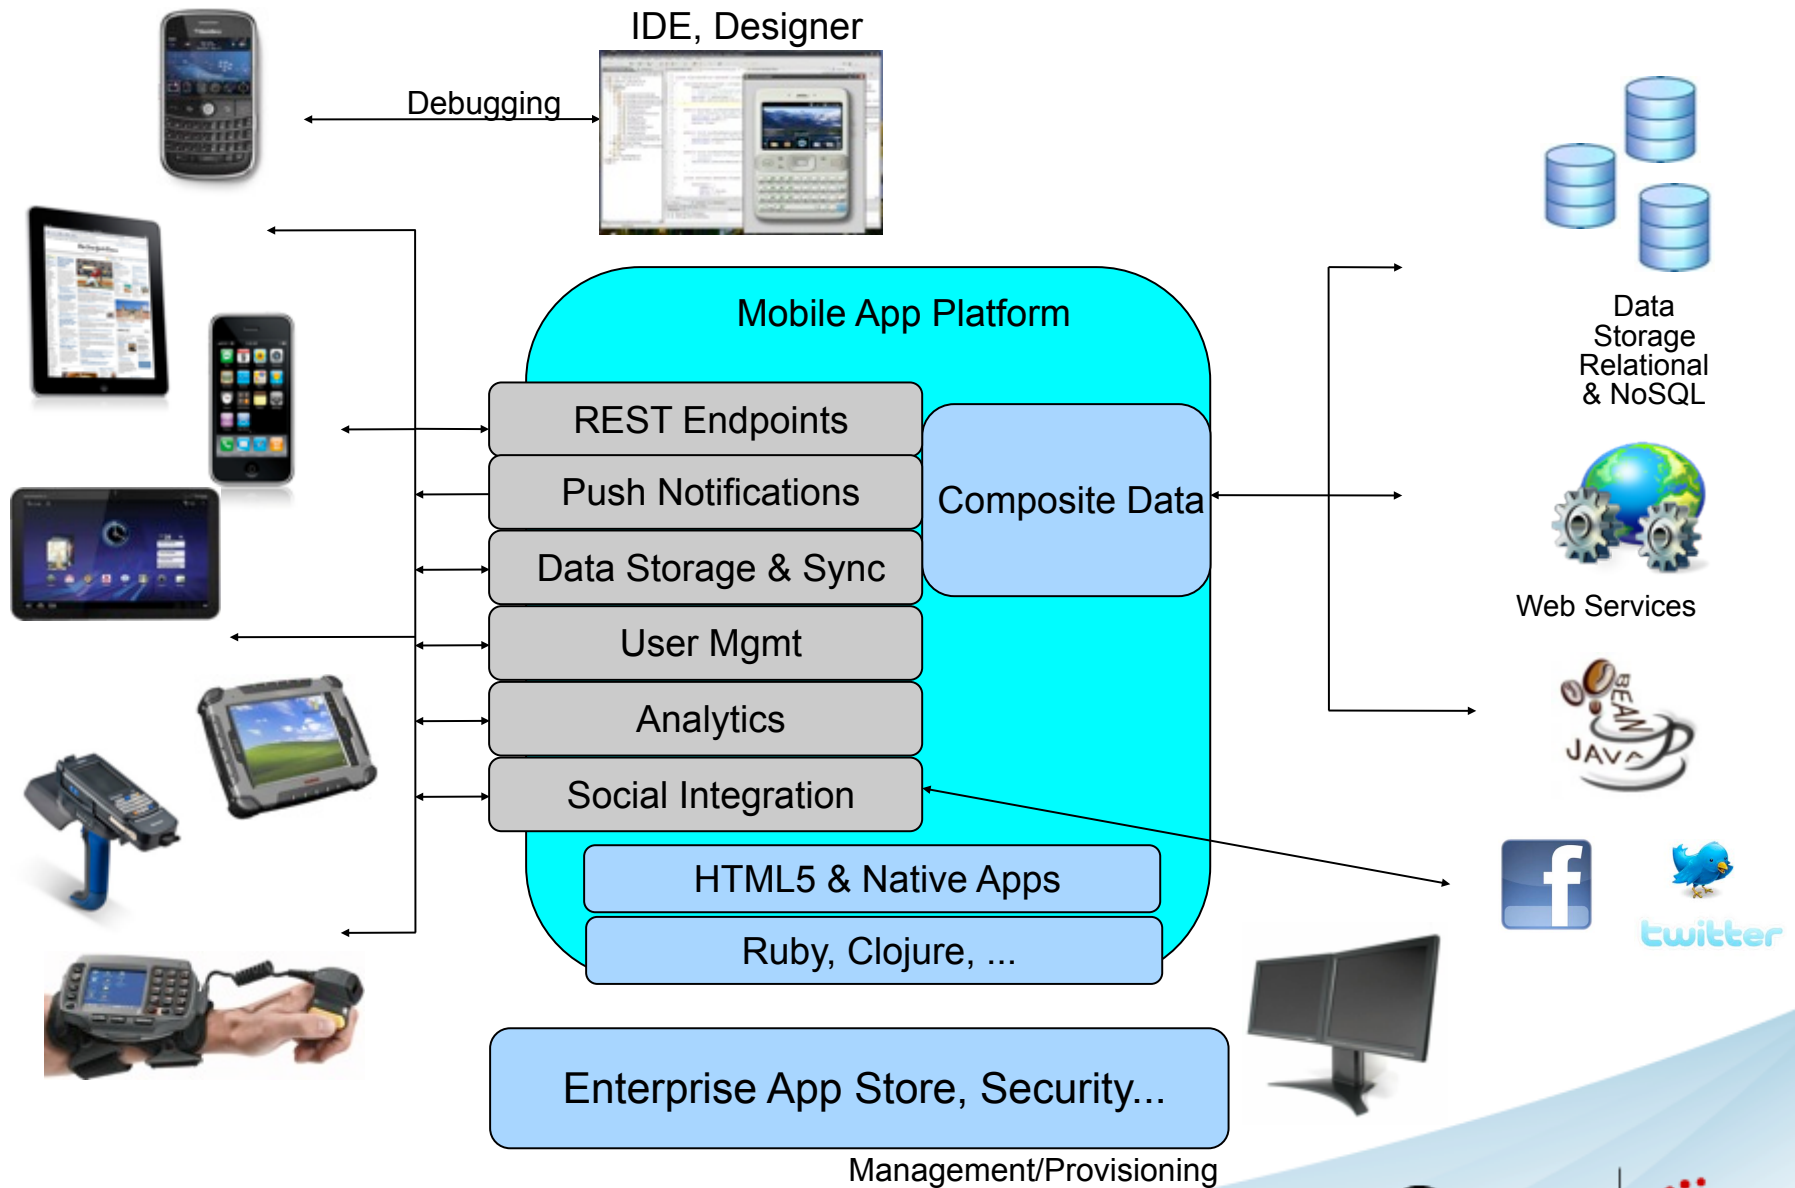 IDE, Designer
Debugging
Mobile App Platform
REST Endpoints
Push Notifications
Data Storage & Sync
User Mgmt
Analytics
Social Integration
Composite Data
HTML5 & Native Apps
Ruby, Clojure, ...
Enterprise App Store, Security...
Management/Provisioning
Data
Storage
Relational
& NoSQL
Web Services
BEAN
JAVA
f
twitter